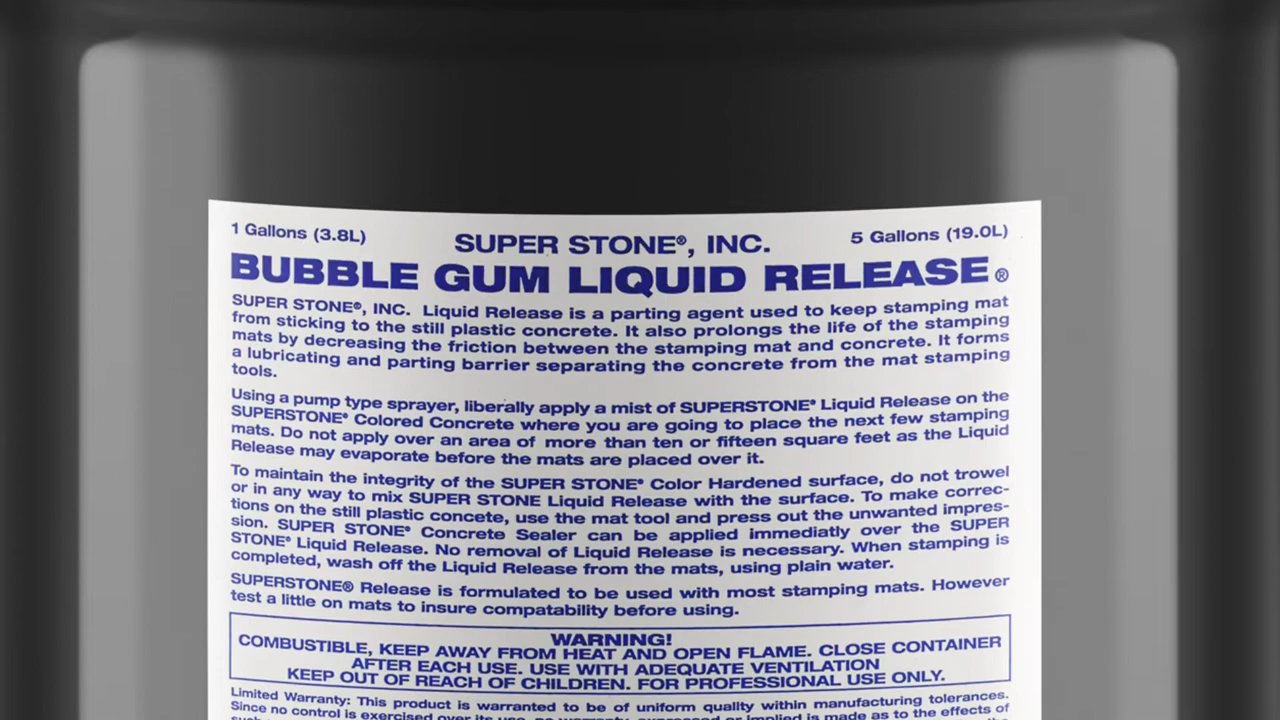 1 Gallons (3.8L)
SUPER STONE®, INC.
5 Gallons (19.0L)
BUBBLE GUM LIQUID RELEASE®
SUPER STONE®, INC. Liquid Release is a parting agent used to keep stamping mat
from sticking to the still plastic concrete. It also prolongs the life of the stamping
mats by decreasing the friction between the stamping mat and concrete. It forms
a lubricating and parting barrier separating the concrete from the mat stamping
tools.
Using a pump type sprayer, liberally apply a mist of SUPERSTONE® Liquid Release on the
SUPERSTONE® Colored Concrete where you are going to place the next few stamping
mats. Do not apply over an area of more than ten or fifteen square feet as the Liquid
Release may evaporate before the mats are placed over it.
To maintain the integrity of the SUPER STONE® Color Hardened surface, do not trowel
or in any way to mix SUPER STONE Liquid Release with the surface. To make correc-
tions on the still plastic concete, use the mat tool and press out the unwanted impres-
sion. SUPER STONE® Concrete Sealer can be applied immediatly over the SUPER
STONE® Liquid Release. No removal of Liquid Release is necessary. When stamping is
completed, wash off the Liquid Release from the mats, using plain water.
SUPERSTONE® Release is formulated to be used with most stamping mats. However
test a little on mats to insure compatability before using.
WARNING!
COMBUSTIBLE, KEEP AWAY FROM HEAT AND OPEN FLAME. CLOSE CONTAINER
AFTER EACH USE. USE WITH ADEQUATE VENTILATION
KEEP OUT OF REACH OF CHILDREN. FOR PROFESSIONAL USE ONLY.
Limited Warranty: This product is warranted to be of uniform quality within manufacturing tolerances.
Since no control is exercised over its use, no warranty, expressed or implied is made as to the effects of